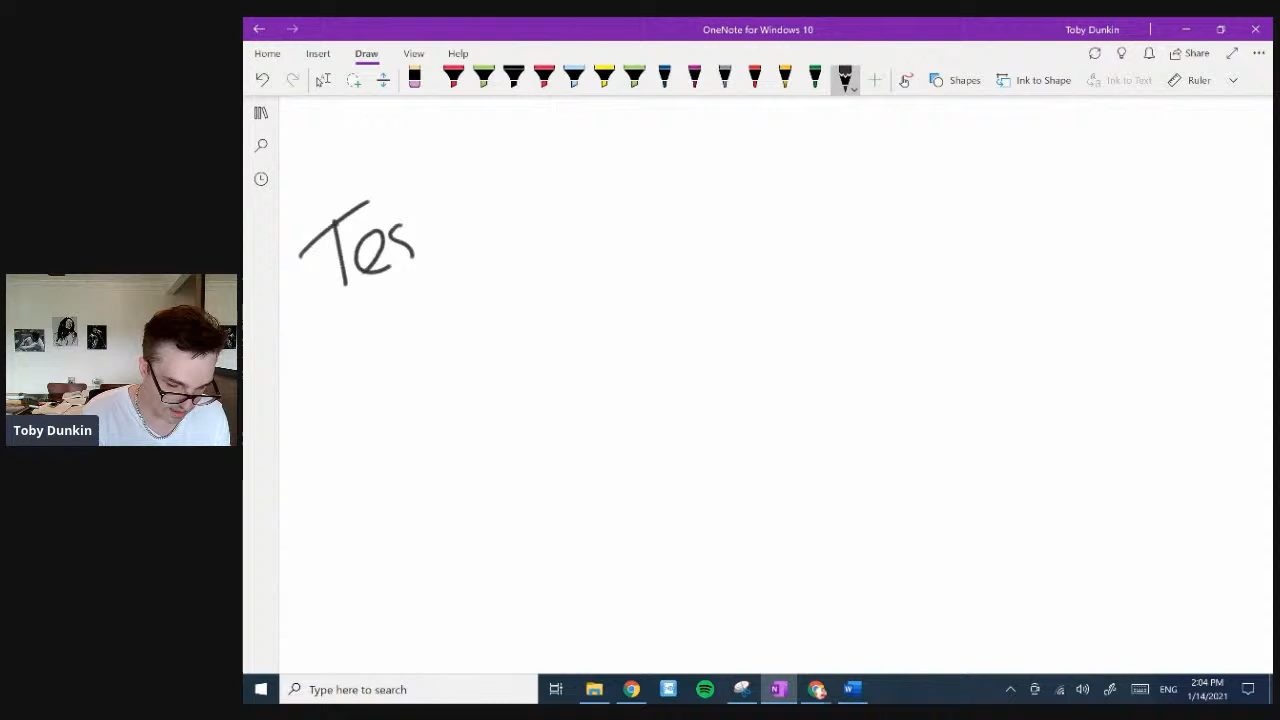 OneNote for Windows 10
Toby Dunkin
Home Insert Draw View Help
Share
Shapes Ink to Shape Ink to Text Ruler
Tes
Toby Dunkin
Type here to search
ENG
2:04 PM
1/14/2021